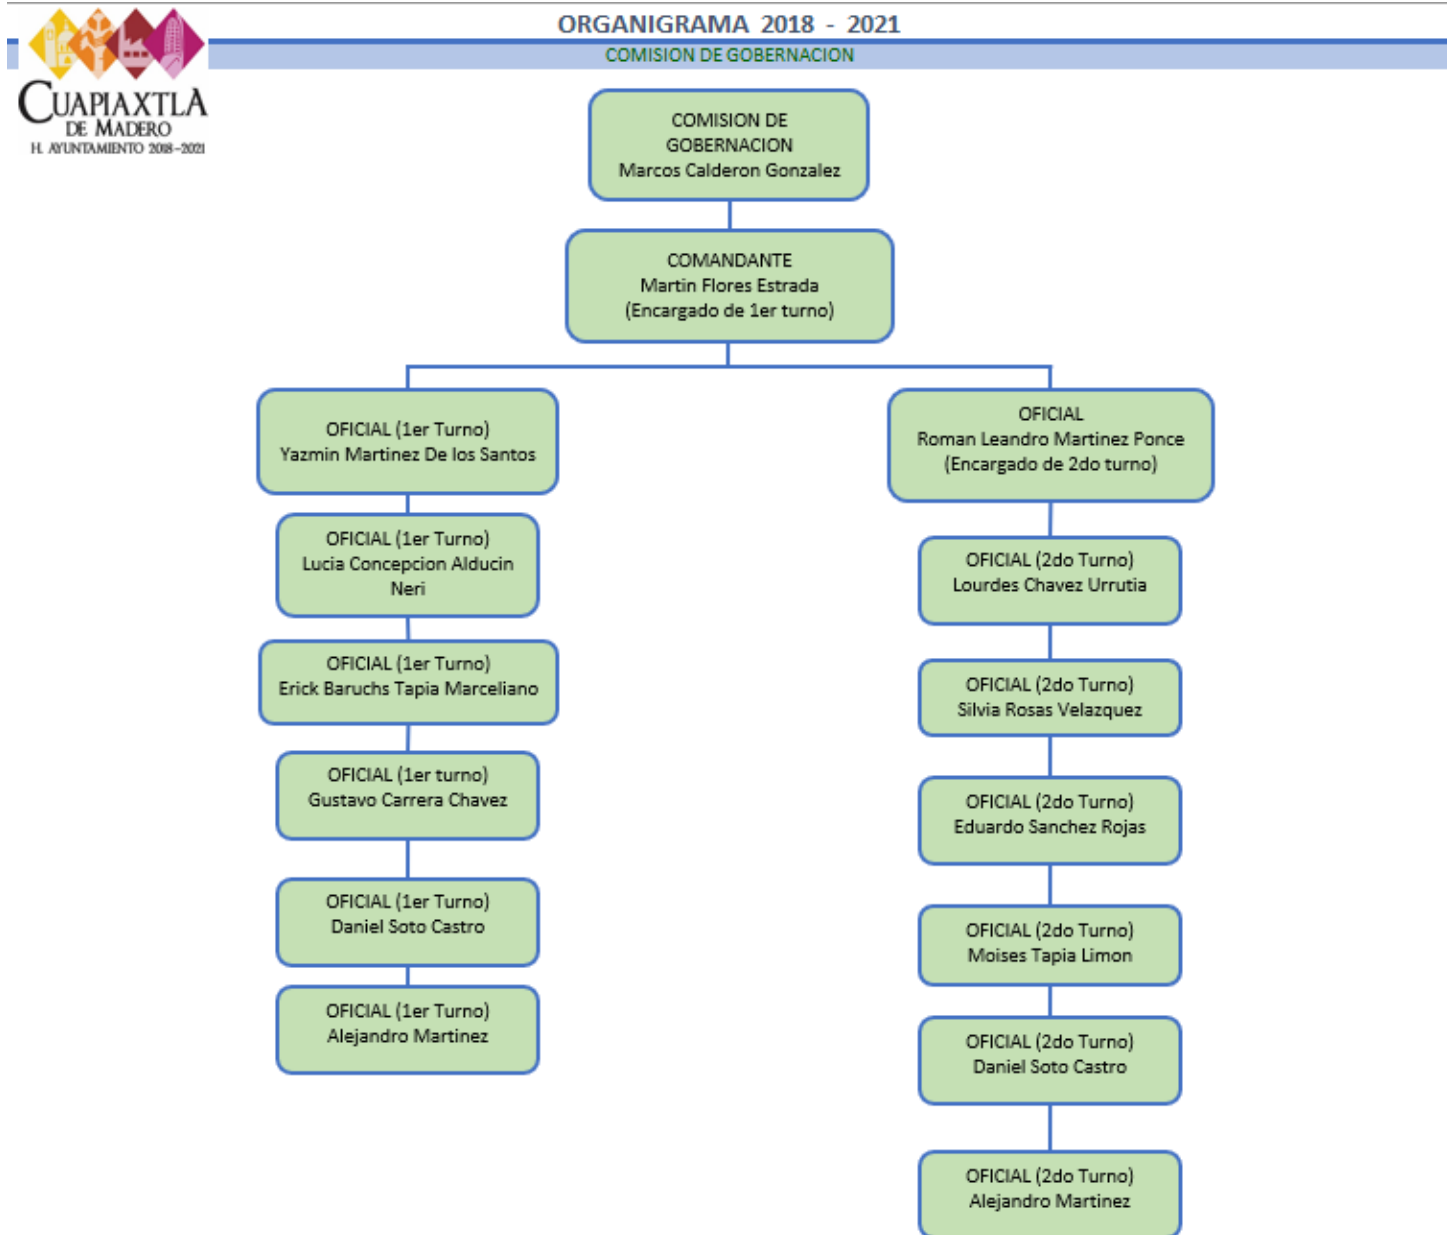 ORGANIGRAMA 2018 - 2021
COMISION DE GOBERNACION
CUAPIAXTLA
DE MADERO
H. AYUNTAMIENTO 2018-2021
COMISION DE
GOBERNACION
Marcos Calderon Gonzalez
COMANDANTE
Martin Flores Estrada
(Encargado de 1er turno)
OFICIAL (1er Turno)
Yazmin Martinez De los Santos
OFICIAL (1er Turno)
Lucia Concepcion Alducin
Neri
OFICIAL (1er Turno)
Erick Baruchs Tapia Marceliano
OFICIAL (1er turno)
Gustavo Carrera Chavez
OFICIAL (1er Turno)
Daniel Soto Castro
OFICIAL (1er Turno)
Alejandro Martinez
OFICIAL
Roman Leandro Martinez Ponce
(Encargado de 2do turno)
OFICIAL (2do Turno)
Lourdes Chavez Urrutia
OFICIAL (2do Turno)
Silvia Rosas Velazquez
OFICIAL (2do Turno)
Eduardo Sanchez Rojas
OFICIAL (2do Turno)
Moises Tapia Limon
OFICIAL (2do Turno)
Daniel Soto Castro
OFICIAL (2do Turno)
Alejandro Martinez